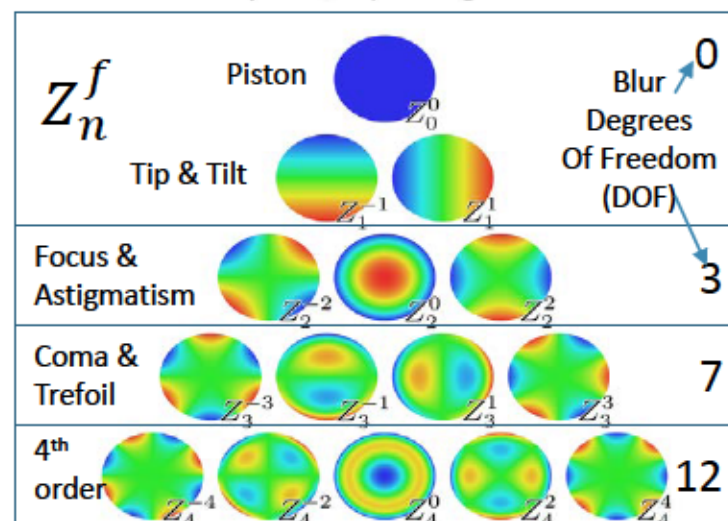 Z_n^f
Piston
Z_0^0
0
Blur
Degrees
Of Freedom
(DOF)
Tip & Tilt
Z_1^{-1}
Z_1^1
Focus &
Astigmatism
Z_2^{-2}
Z_2^0
Z_2^2
3
Coma &
Trefoil
Z_3^{-3}
Z_3^{-1}
Z_3^1
Z_3^3
7
4th
order
Z_4^{-4}
Z_4^{-2}
Z_4^0
Z_4^2
Z_4^4
12